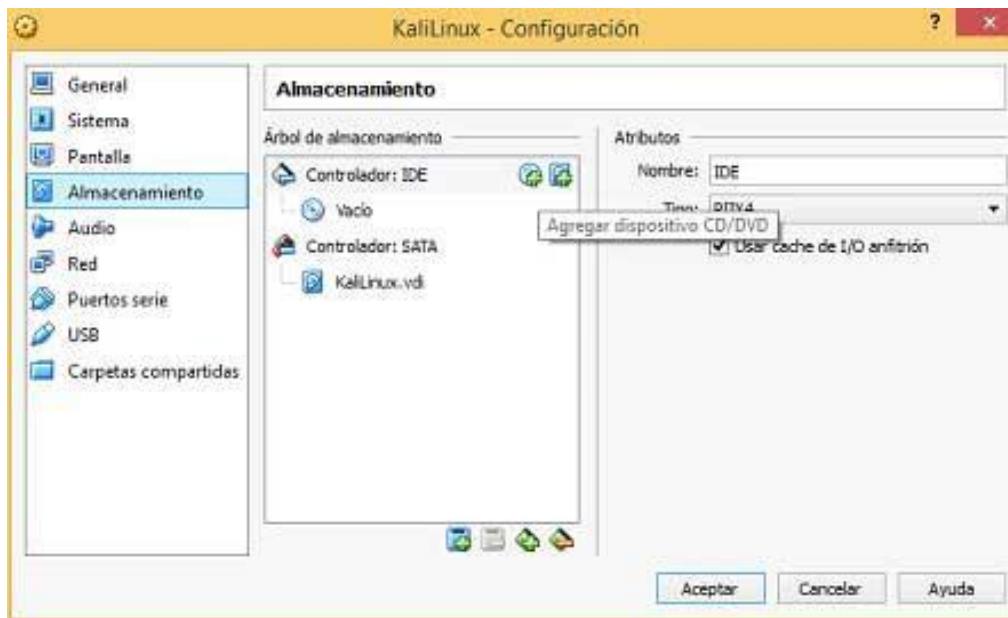 KaliLinux - Configuración
?
General
Sistema
Pantalla
Almacenamiento
Audio
Red
Puertos serie
USB
Carpetas compartidas
Almacenamiento
Árbol de almacenamiento
Controlador: IDE
Vacío
Controlador: SATA
KaliLinux.vdi
Atributos
Nombre: IDE
Tipo: PIIX4
Agregar dispositivo CD/DVD
Usar cache de I/O anfitrión
Aceptar
Cancelar
Ayuda